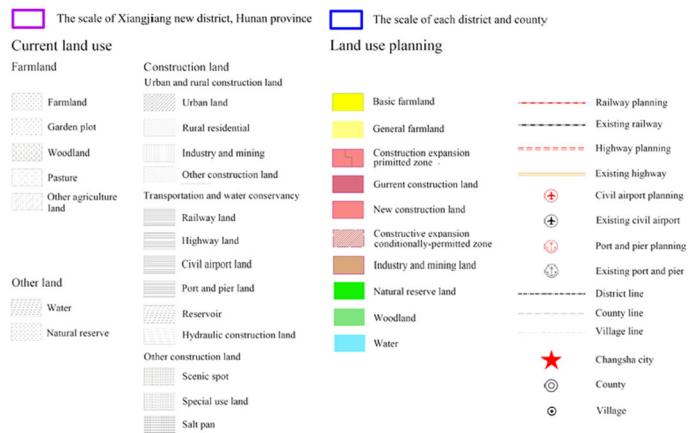 The scale of Xiangjiang new district, Hunan province
The scale of each district and county
Current land use
Farmland
Farmland
Garden plot
Woodland
Pasture
Other agriculture
land
Other land
Water
Natural reserve
Construction land
Urban and rural construction land
Urban land
Rural residential
Industry and mining
Other construction land
Transportation and water conservancy
Railway land
Highway land
Civil airport land
Port and pier land
Reservoir
Hydraulic construction land
Other construction land
Scenic spot
Special use land
Salt pan
Land use planning
Basic farmland
General farmland
Construction expansion
primitted zone
Gurrent construction land
New construction land
Constructive expansion
conditionally-permitted zone
Industry and mining land
Natural reserve land
Woodland
Water
Railway planning
Existing railway
Highway planning
Existing highway
Civil airport planning
Existing civil airport
Port and pier planning
Existing port and pier
District line
County line
Village line
Changsha city
County
Village